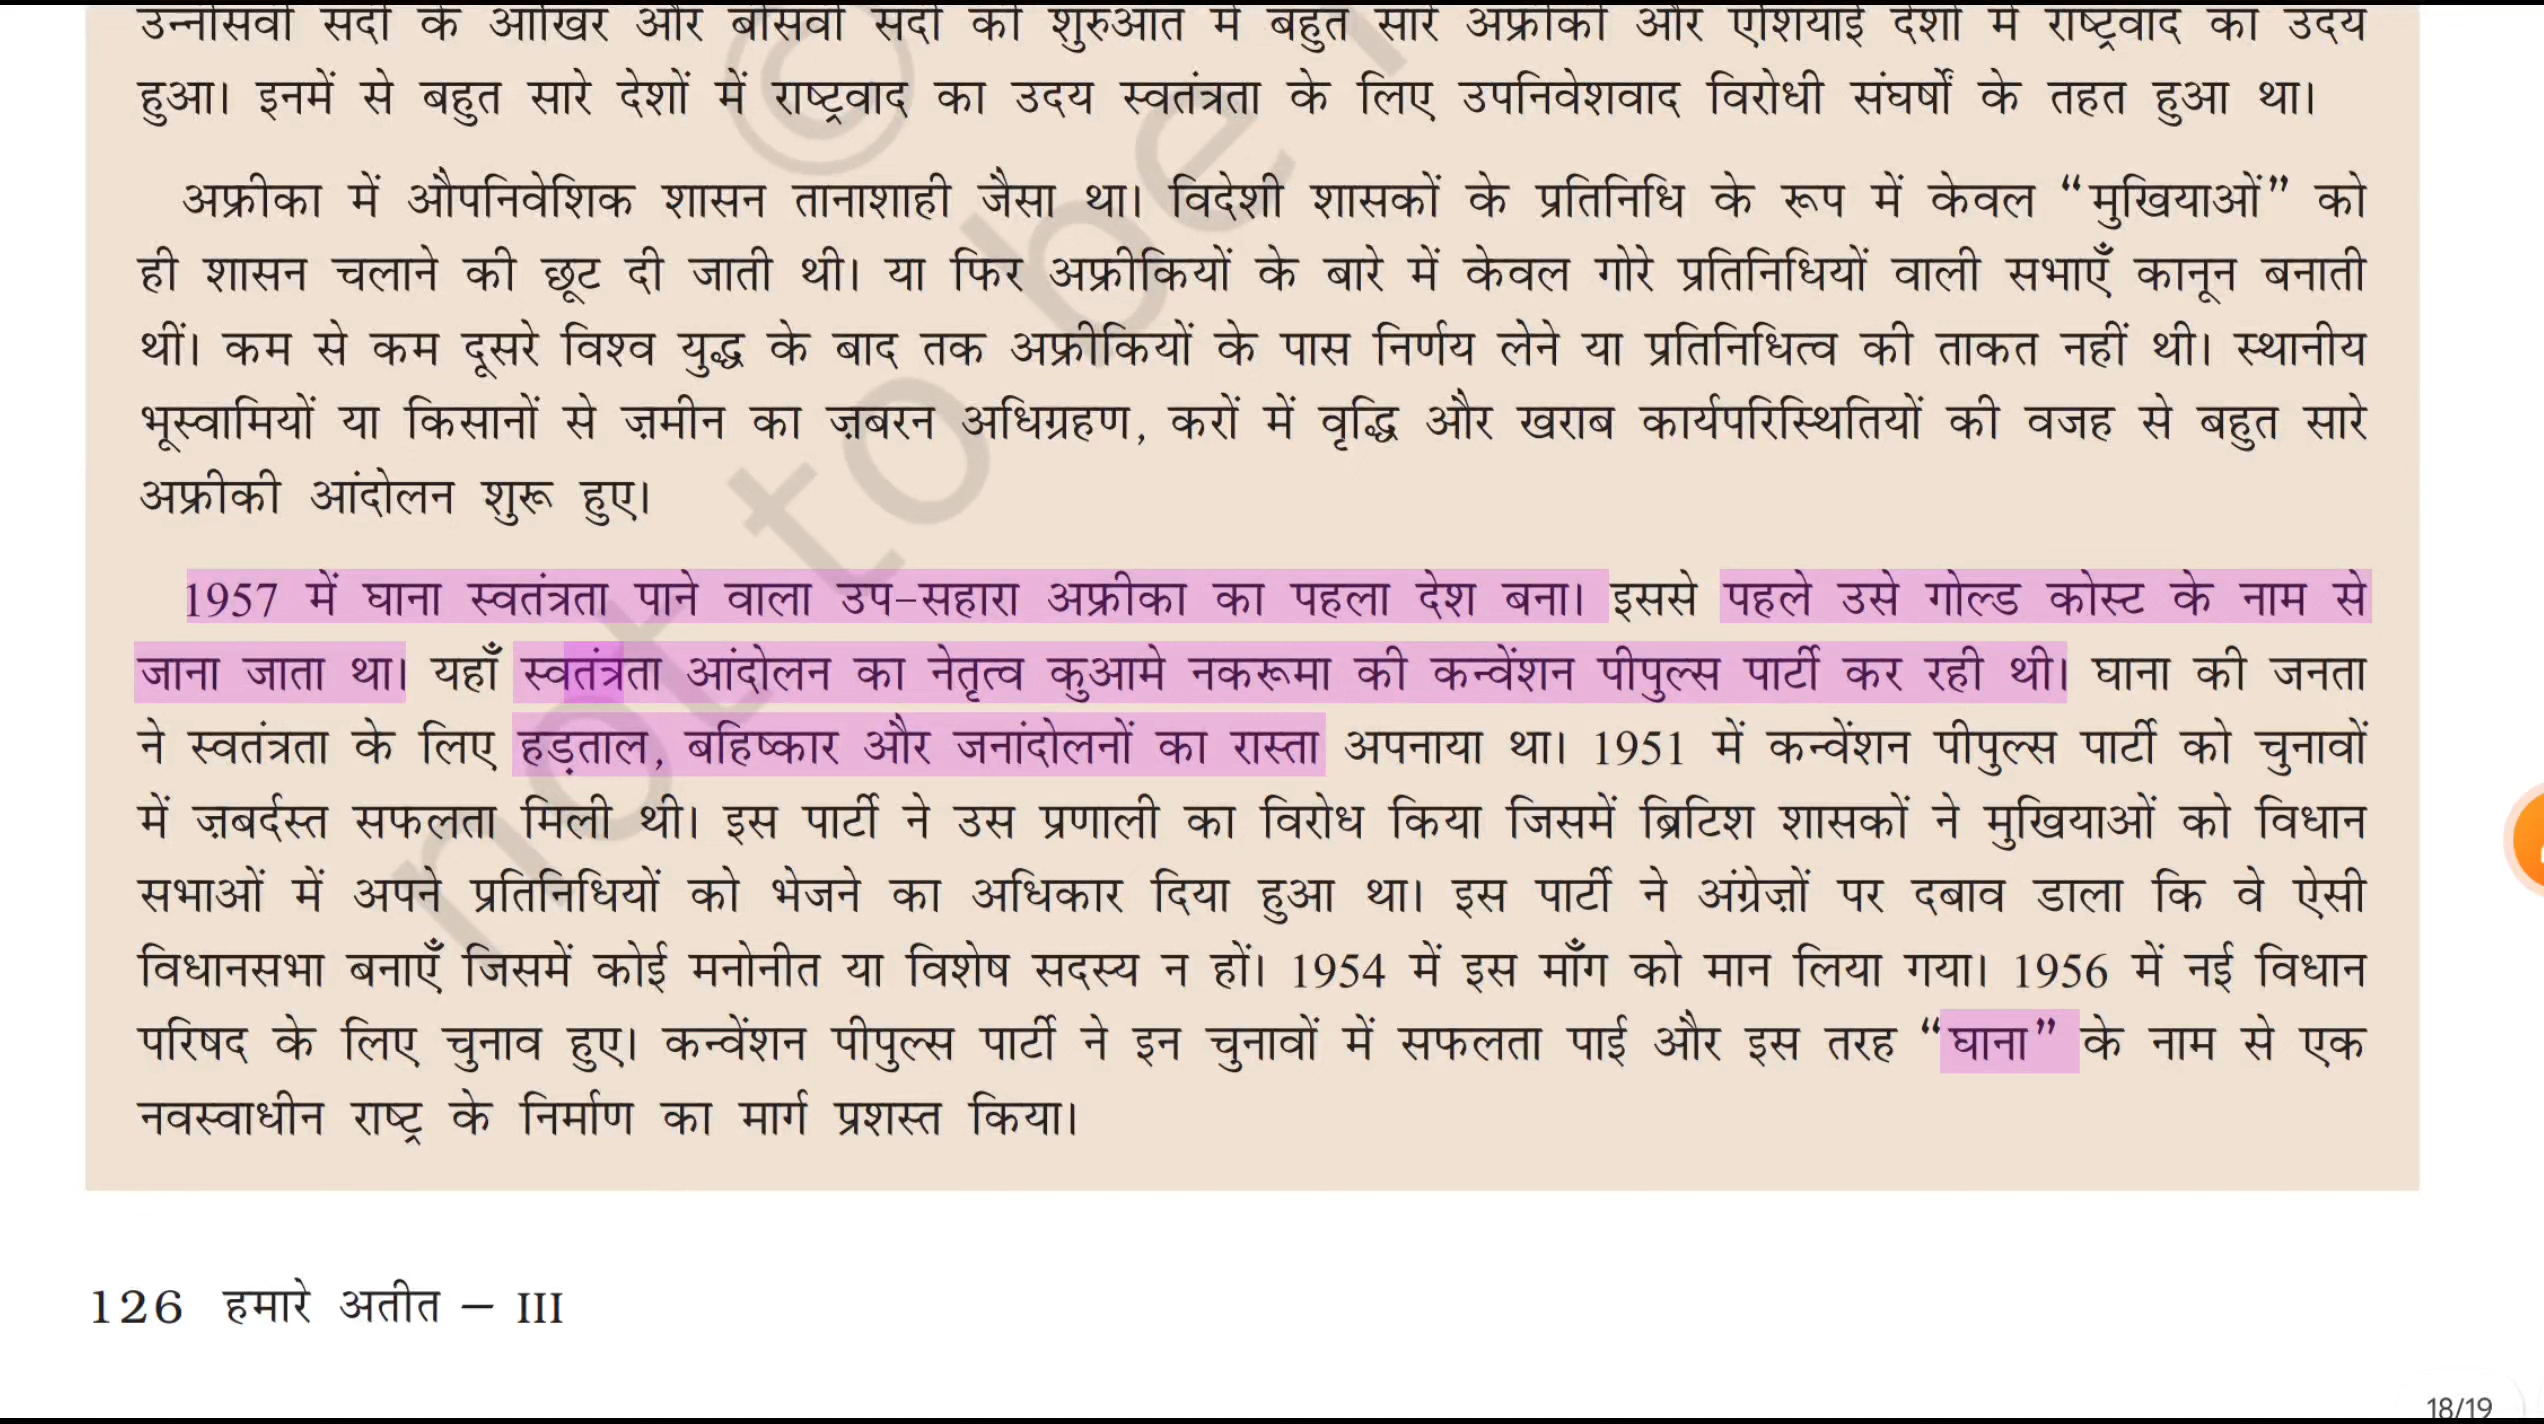 उन्नीसवीं सदी के आखिर और बीसवीं सदी की शुरुआत में बहुत सारे अफ्रीकी और एशियाई देशों में राष्ट्रवाद का उदय
हुआ। इनमें से बहुत सारे देशों में राष्ट्रवाद का उदय स्वतंत्रता के लिए उपनिवेशवाद विरोधी संघर्षों के तहत हुआ था।
अफ्रीका में औपनिवेशिक शासन तानाशाही जैसा था। विदेशी शासकों के प्रतिनिधि के रूप में केवल “मुखियाओं” को
ही शासन चलाने की छूट दी जाती थी। या फिर अफ्रीकियों के बारे में केवल गोरे प्रतिनिधियों वाली सभाएँ कानून बनाती
थीं। कम से कम दूसरे विश्व युद्ध के बाद तक अफ्रीकियों के पास निर्णय लेने या प्रतिनिधित्व की ताकत नहीं थी। स्थानीय
भूस्वामियों या किसानों से ज़मीन का ज़बरन अधिग्रहण, करों में वृद्धि और खराब कार्यपरिस्थितियों की वजह से बहुत सारे
अफ्रीकी आंदोलन शुरू हुए।
1957 में घाना स्वतंत्रता पाने वाला उप-सहारा अफ्रीका का पहला देश बना। इससे पहले उसे गोल्ड कोस्ट के नाम से
जाना जाता था। यहाँ स्वतंत्रता आंदोलन का नेतृत्व कुआमे नकरूमा की कन्वेंशन पीपुल्स पार्टी कर रही थी। घाना की जनता
ने स्वतंत्रता के लिए हड़ताल, बहिष्कार और जनांदोलनों का रास्ता अपनाया था। 1951 में कन्वेंशन पीपुल्स पार्टी को चुनावों
में ज़बर्दस्त सफलता मिली थी। इस पार्टी ने उस प्रणाली का विरोध किया जिसमें ब्रिटिश शासकों ने मुखियाओं को विधान
सभाओं में अपने प्रतिनिधियों को भेजने का अधिकार दिया हुआ था। इस पार्टी ने अंग्रेज़ों पर दबाव डाला कि वे ऐसी
विधानसभा बनाएँ जिसमें कोई मनोनीत या विशेष सदस्य न हों। 1954 में इस माँग को मान लिया गया। 1956 में नई विधान
परिषद के लिए चुनाव हुए। कन्वेंशन पीपुल्स पार्टी ने इन चुनावों में सफलता पाई और इस तरह “घाना” के नाम से एक
नवस्वाधीन राष्ट्र के निर्माण का मार्ग प्रशस्त किया।
© not to be r
126 हमारे अतीत – III
18/19